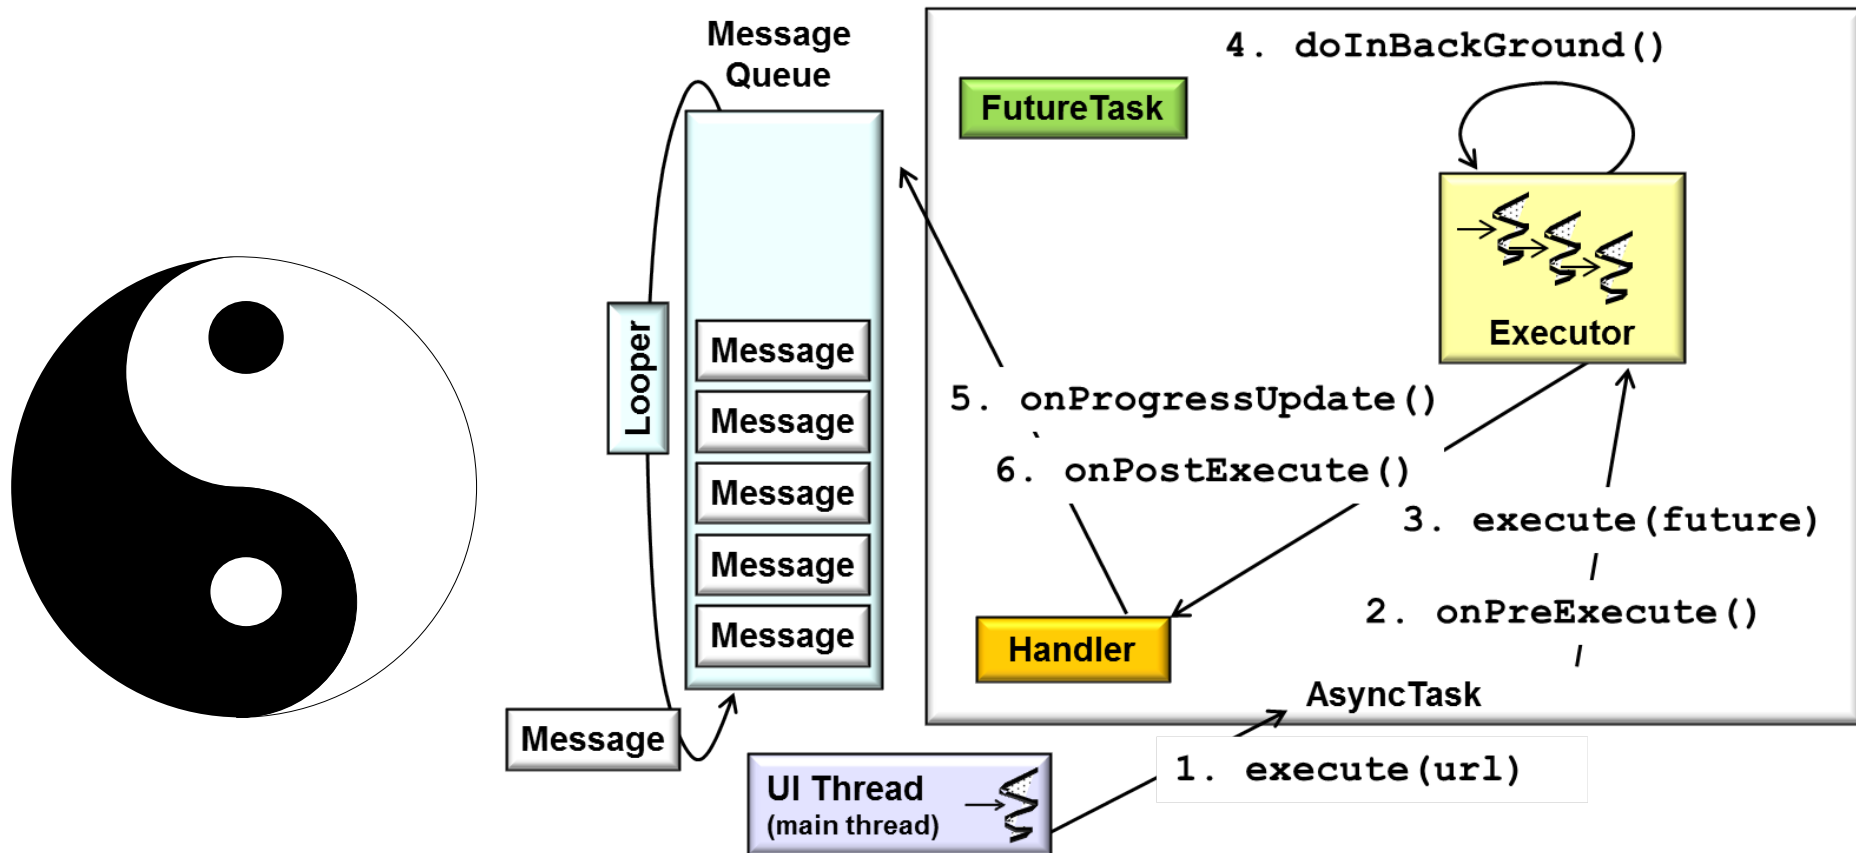 Message
Queue
4. doInBackGround()
FutureTask
Executor
Looper
Message
Message
Message
Message
Message
5. onProgressUpdate()
6. onPostExecute()
3. execute(future)
2. onPreExecute()
Handler
AsyncTask
Message
1. execute(url)
UI Thread
(main thread)